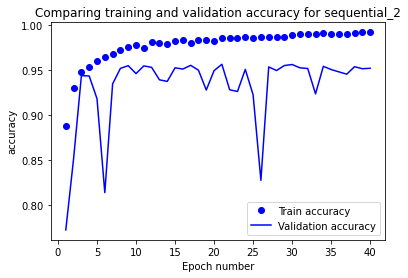 Comparing training and validation accuracy for sequential_2
1.00
0.95
0.90
0.85
0.80
accuracy
0
5
10
15
20
25
30
35
40
Epoch number
Train accuracy
Validation accuracy